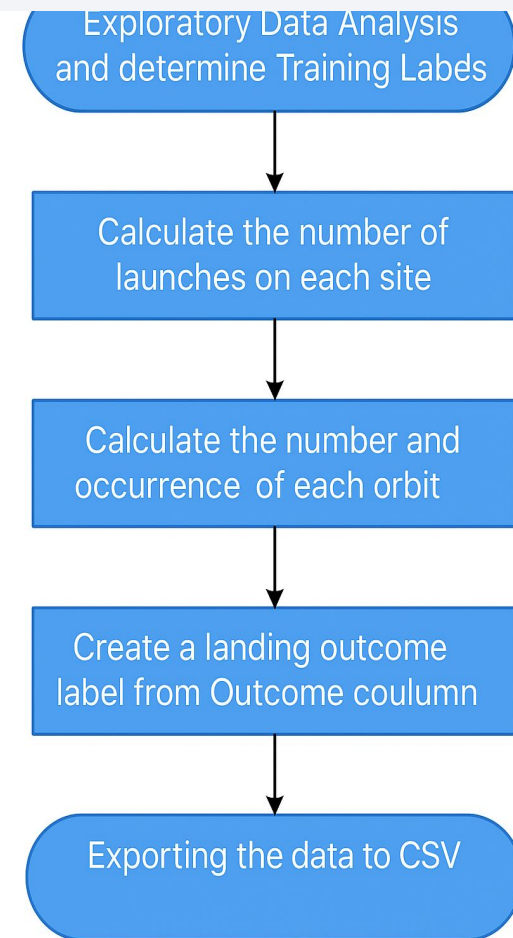 Exploratory Data Analysis
and determine Training Labels
Calculate the number of
launches on each site
Calculate the number and
occurrence of each orbit
Create a landing outcome
label from Outcome coulumn
Exporting the data to CSV